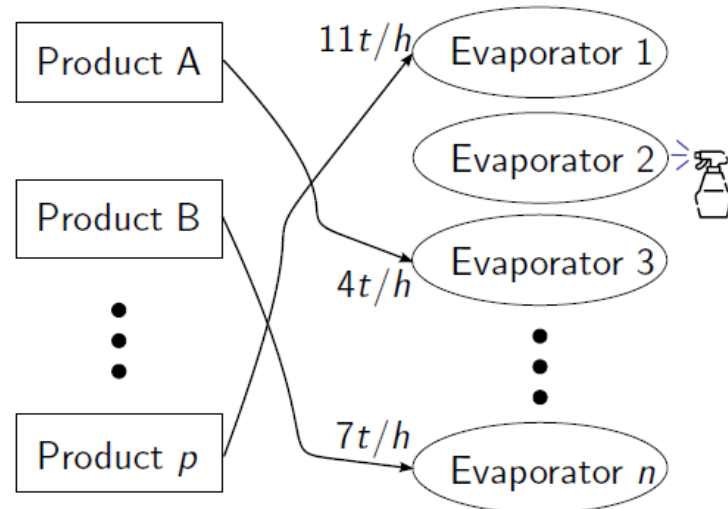 Product A
11t/h
Evaporator 1
Evaporator 2
Product B
Evaporator 3
4t/h
7t/h
Product p
Evaporator n